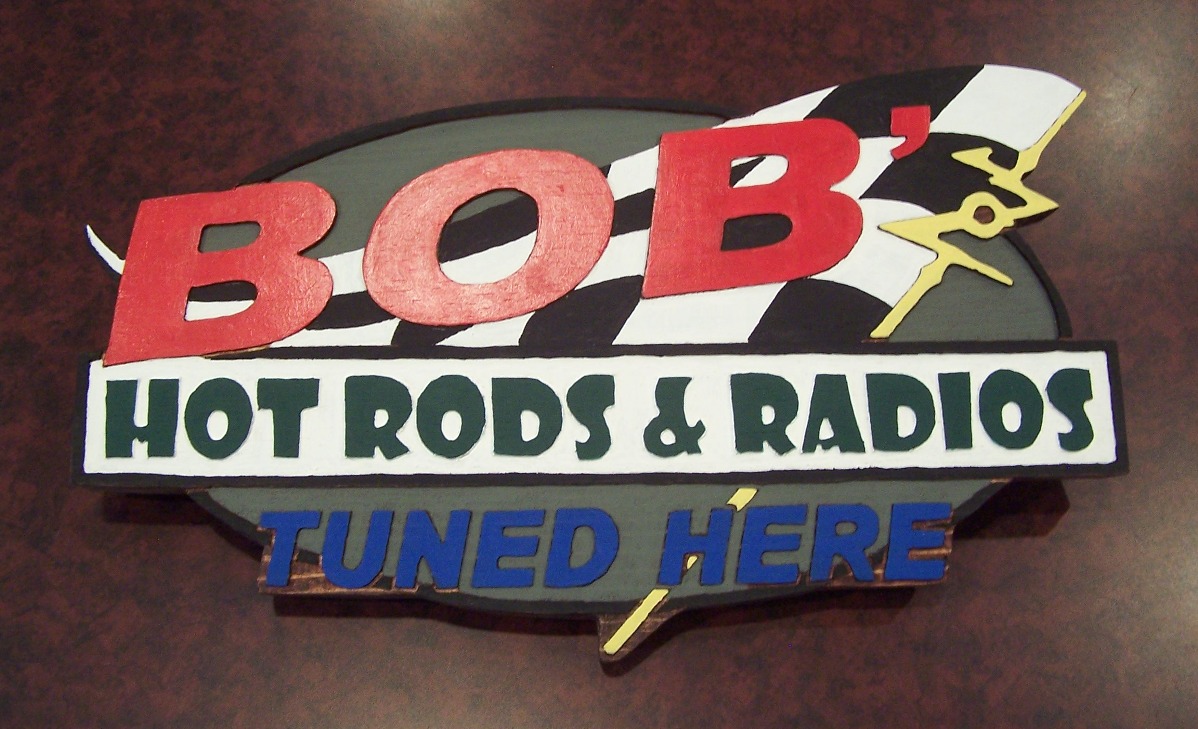 BOB'
HOT RODS & RADIOS
TUNED HERE